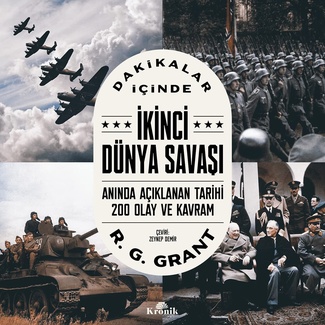 DAKİKALAR
İÇİNDE
İKİNCİ
DÜNYA SAVAŞI
ANINDA AÇIKLANAN TARİHİ
200 OLAY VE KAVRAM
ÇEVİRİ:
ZEYNEP DEMİR
R. G. GRANT
Kronik